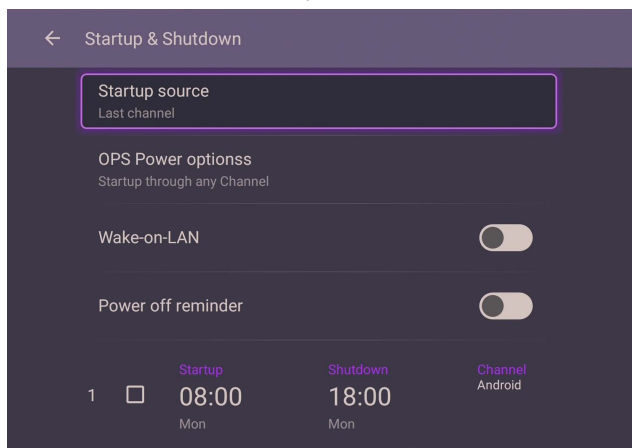 Startup & Shutdown
Startup source
Last channel
OPS Power optionss
Startup through any Channel
Wake-on-LAN
Power off reminder
Startup Shutdown Channel
1 08:00 18:00 Android
Mon Mon